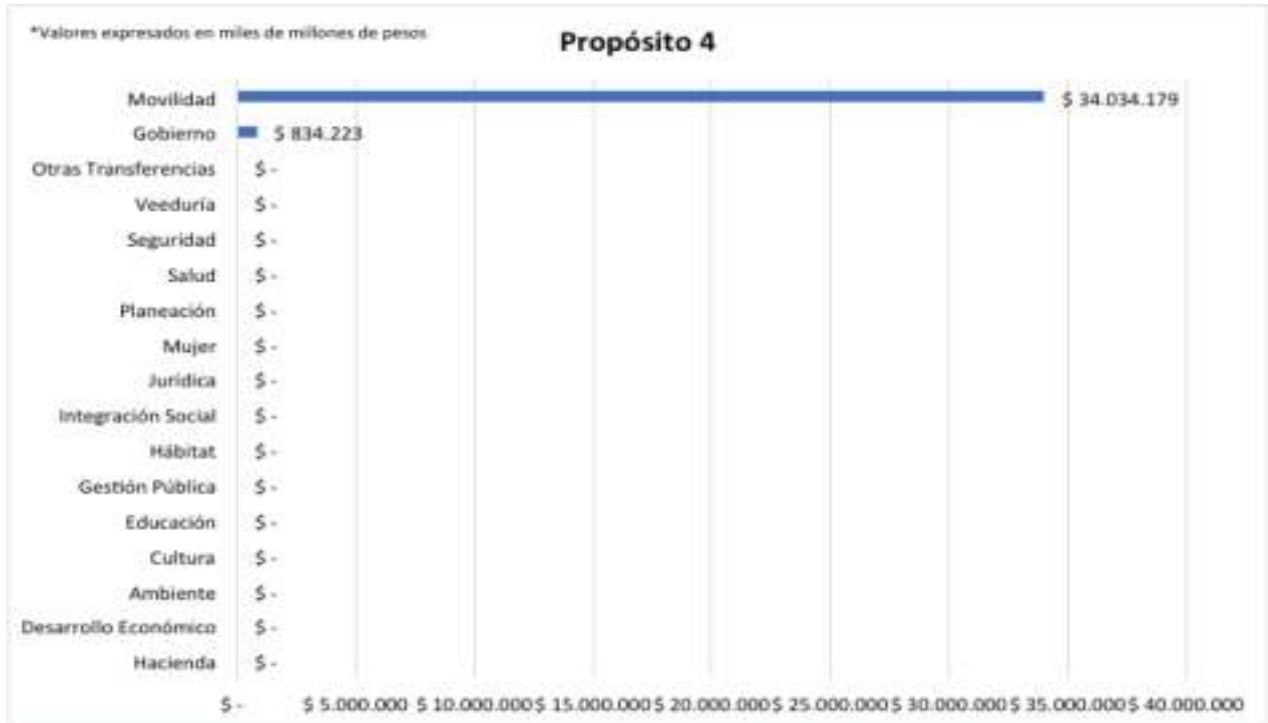 *Valores expresados en miles de millones de pesos
Propósito 4
Movilidad $ 34.034.179
Gobierno $ 834.223
Otras Transferencias $ -
Veeduría $ -
Seguridad $ -
Salud $ -
Planeación $ -
Mujer $ -
Jurídica $ -
Integración Social $ -
Hábitat $ -
Gestión Pública $ -
Educación $ -
Cultura $ -
Ambiente $ -
Desarrollo Económico $ -
Hacienda $ -
$ - $ 5.000.000 $ 10.000.000 $ 15.000.000 $ 20.000.000 $ 25.000.000 $ 30.000.000 $ 35.000.000 $ 40.000.000